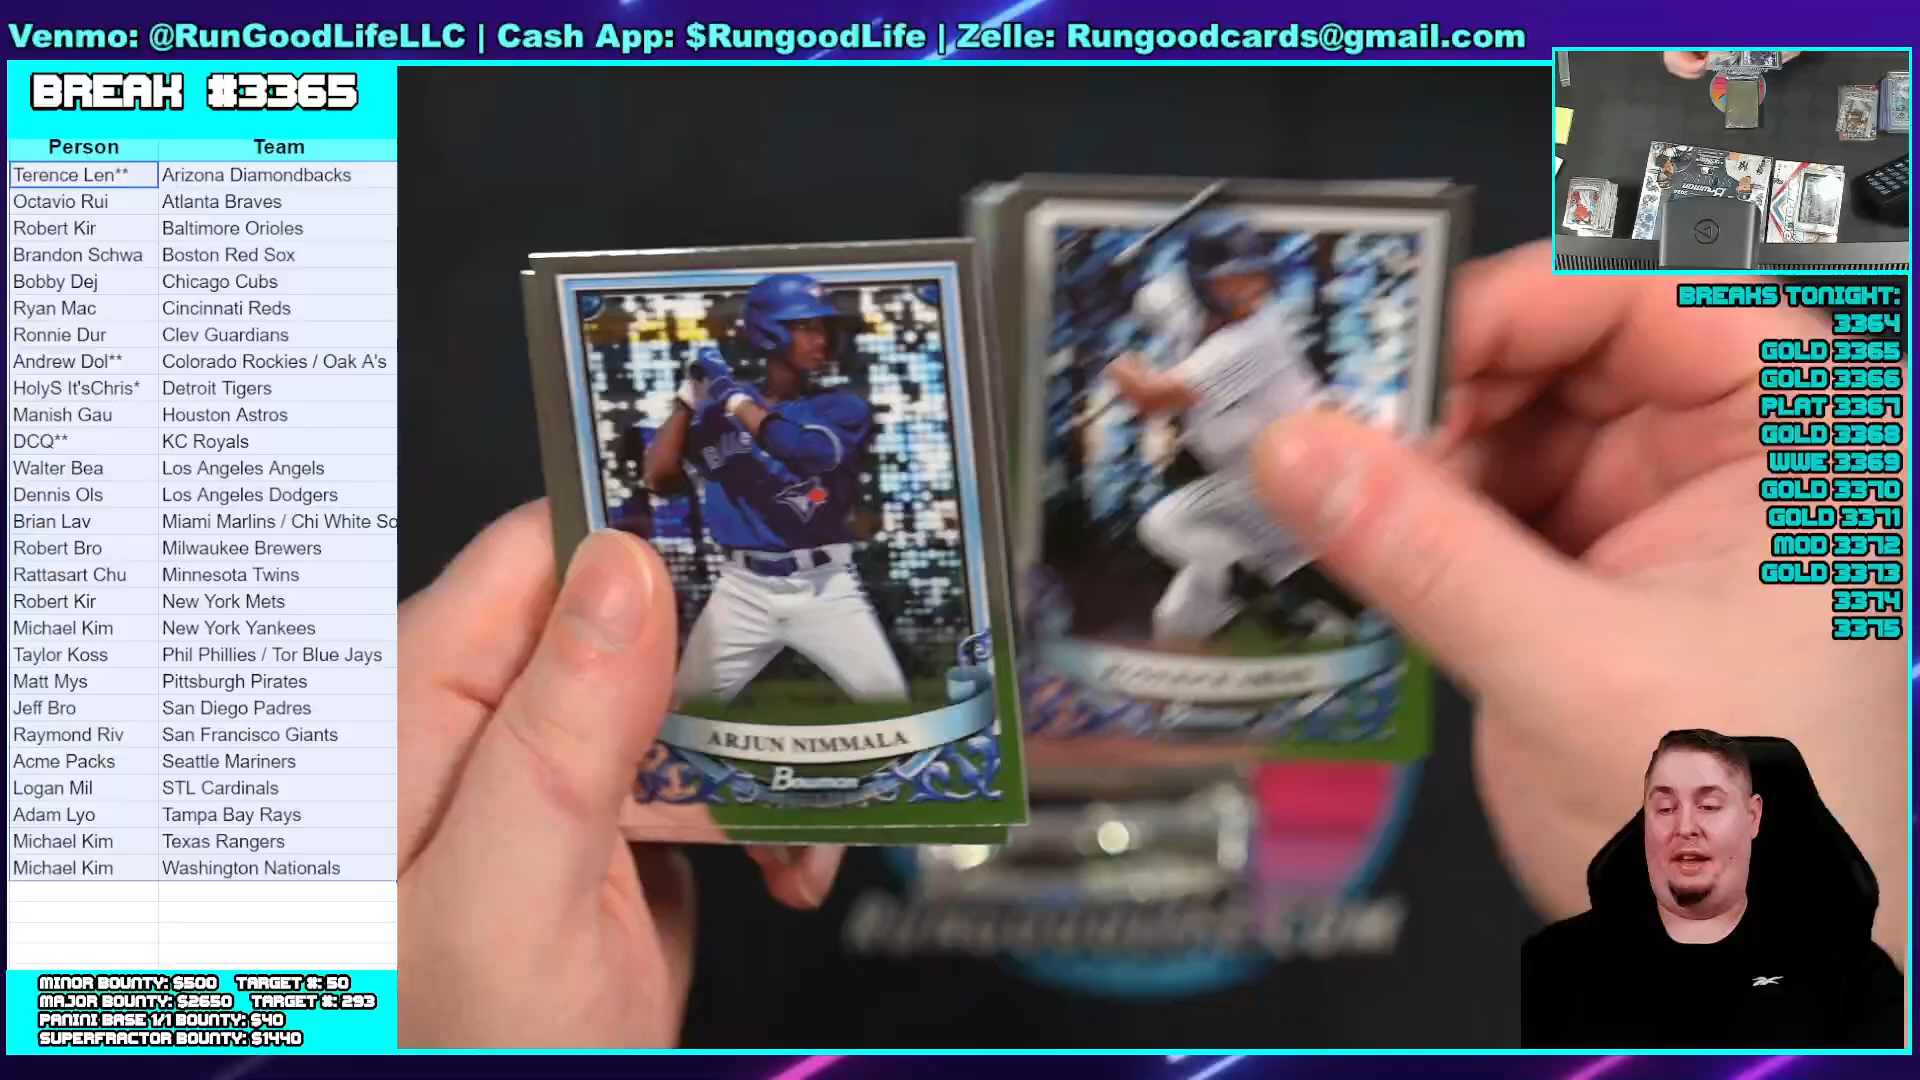 Venmo: @RunGoodLifeLLC | Cash App: $RungoodLife | Zelle: Rungoodcards@gmail.com
BREAK #3365
Person Team
Terence Len** Arizona Diamondbacks
Octavio Rui Atlanta Braves
Robert Kir Baltimore Orioles
Brandon Schwa Boston Red Sox
Bobby Dej Chicago Cubs
Ryan Mac Cincinnati Reds
Ronnie Dur Clev Guardians
Andrew Dol** Colorado Rockies / Oak A's
HolyS It'sChris* Detroit Tigers
Manish Gau Houston Astros
DCQ** KC Royals
Walter Bea Los Angeles Angels
Dennis Ols Los Angeles Dodgers
Brian Lav Miami Marlins / Chi White So
Robert Bro Milwaukee Brewers
Rattasart Chu Minnesota Twins
Robert Kir New York Mets
Michael Kim New York Yankees
Taylor Koss Phil Phillies / Tor Blue Jays
Matt Mys Pittsburgh Pirates
Jeff Bro San Diego Padres
Raymond Riv San Francisco Giants
Acme Packs Seattle Mariners
Logan Mil STL Cardinals
Adam Lyo Tampa Bay Rays
Michael Kim Texas Rangers
Michael Kim Washington Nationals
MINOR BOUNTY: $500 TARGET #: 50
MAJOR BOUNTY: $2650 TARGET #: 293
PANINI BASE 1/1 BOUNTY: $40
SUPERFRACTOR BOUNTY: $1440
ARJUN NIMMALA
Bowman
BREAKS TONIGHT:
3364
GOLD 3365
GOLD 3366
PLAT 3367
GOLD 3368
WWE 3369
GOLD 3370
GOLD 3371
MOD 3372
GOLD 3373
3374
3375